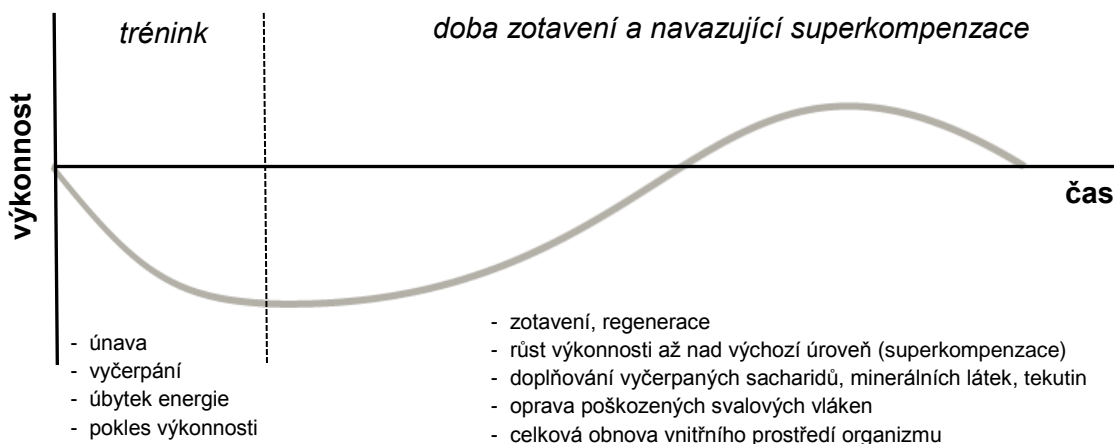 trénink
doba zotavení a navazující superkompenzace
výkonnost
čas
- únava
- vyčerpání
- úbytek energie
- pokles výkonnosti
- zotavení, regenerace
- růst výkonnosti až nad výchozí úroveň (superkompenzace)
- doplňování vyčerpaných sacharidů, minerálních látek, tekutin
- oprava poškozených svalových vláken
- celková obnova vnitřního prostředí organizmu